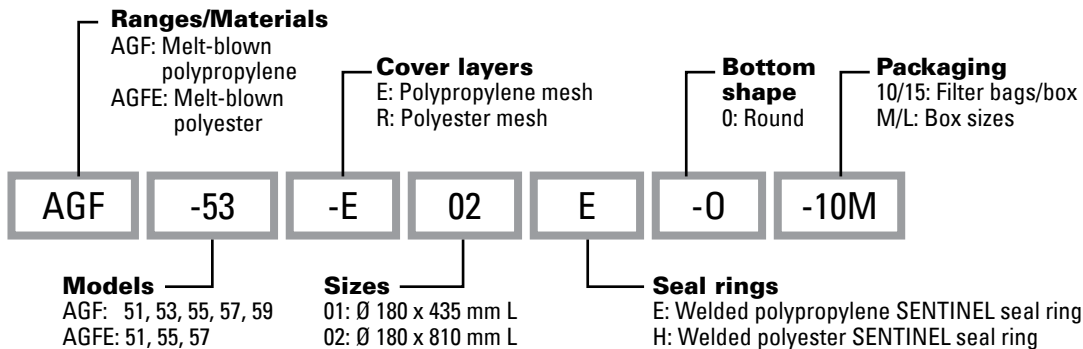 Ranges/Materials
AGF: Melt-blown
polypropylene
AGFE: Melt-blown
polyester
Cover layers
E: Polypropylene mesh
R: Polyester mesh
Bottom
shape
0: Round
Packaging
10/15: Filter bags/box
M/L: Box sizes
AGF -53 -E 02 E -0 -10M
Models
AGF: 51, 53, 55, 57, 59
AGFE: 51, 55, 57
Sizes
01: Ø 180 x 435 mm L
02: Ø 180 x 810 mm L
Seal rings
E: Welded polypropylene SENTINEL seal ring
H: Welded polyester SENTINEL seal ring